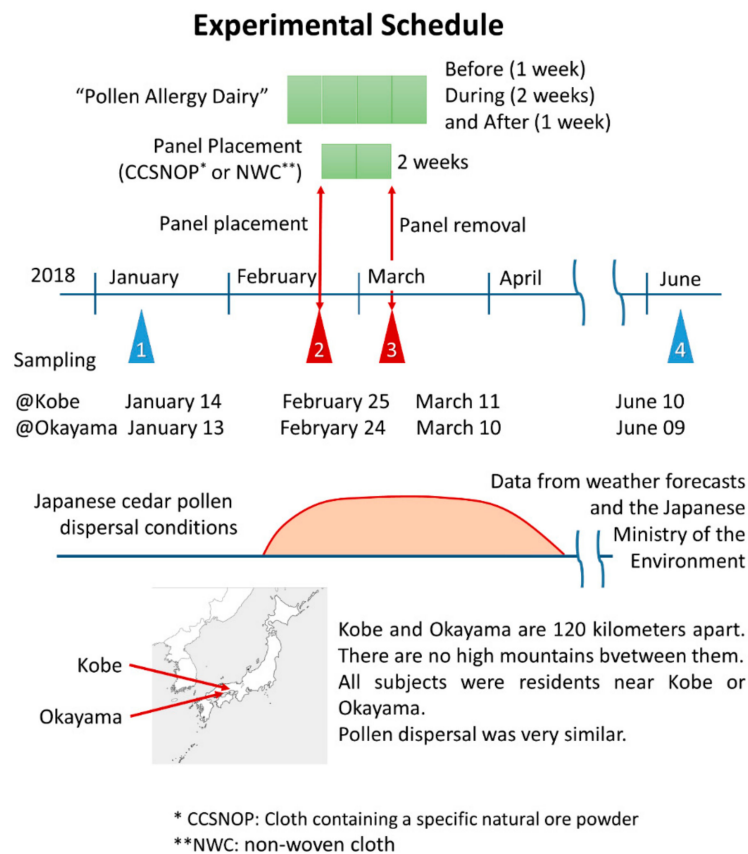 Experimental Schedule
“Pollen Allergy Dairy”
Before (1 week)
During (2 weeks)
and After (1 week)
Panel Placement
(CCSNOP* or NWC**)
2 weeks
Panel placement
Panel removal
2018
January
February
March
April
June
1
2
3
4
Sampling
@Kobe January 14 February 25 March 11 June 10
@Okayama January 13 Febryary 24 March 10 June 09
Japanese cedar pollen
dispersal conditions
Data from weather forecasts
and the Japanese
Ministry of the
Environment
Kobe
Okayama
Kobe and Okayama are 120 kilometers apart.
There are no high mountains bvetween them.
All subjects were residents near Kobe or
Okayama.
Pollen dispersal was very similar.
* CCSNOP: Cloth containing a specific natural ore powder
**NWC: non-woven cloth